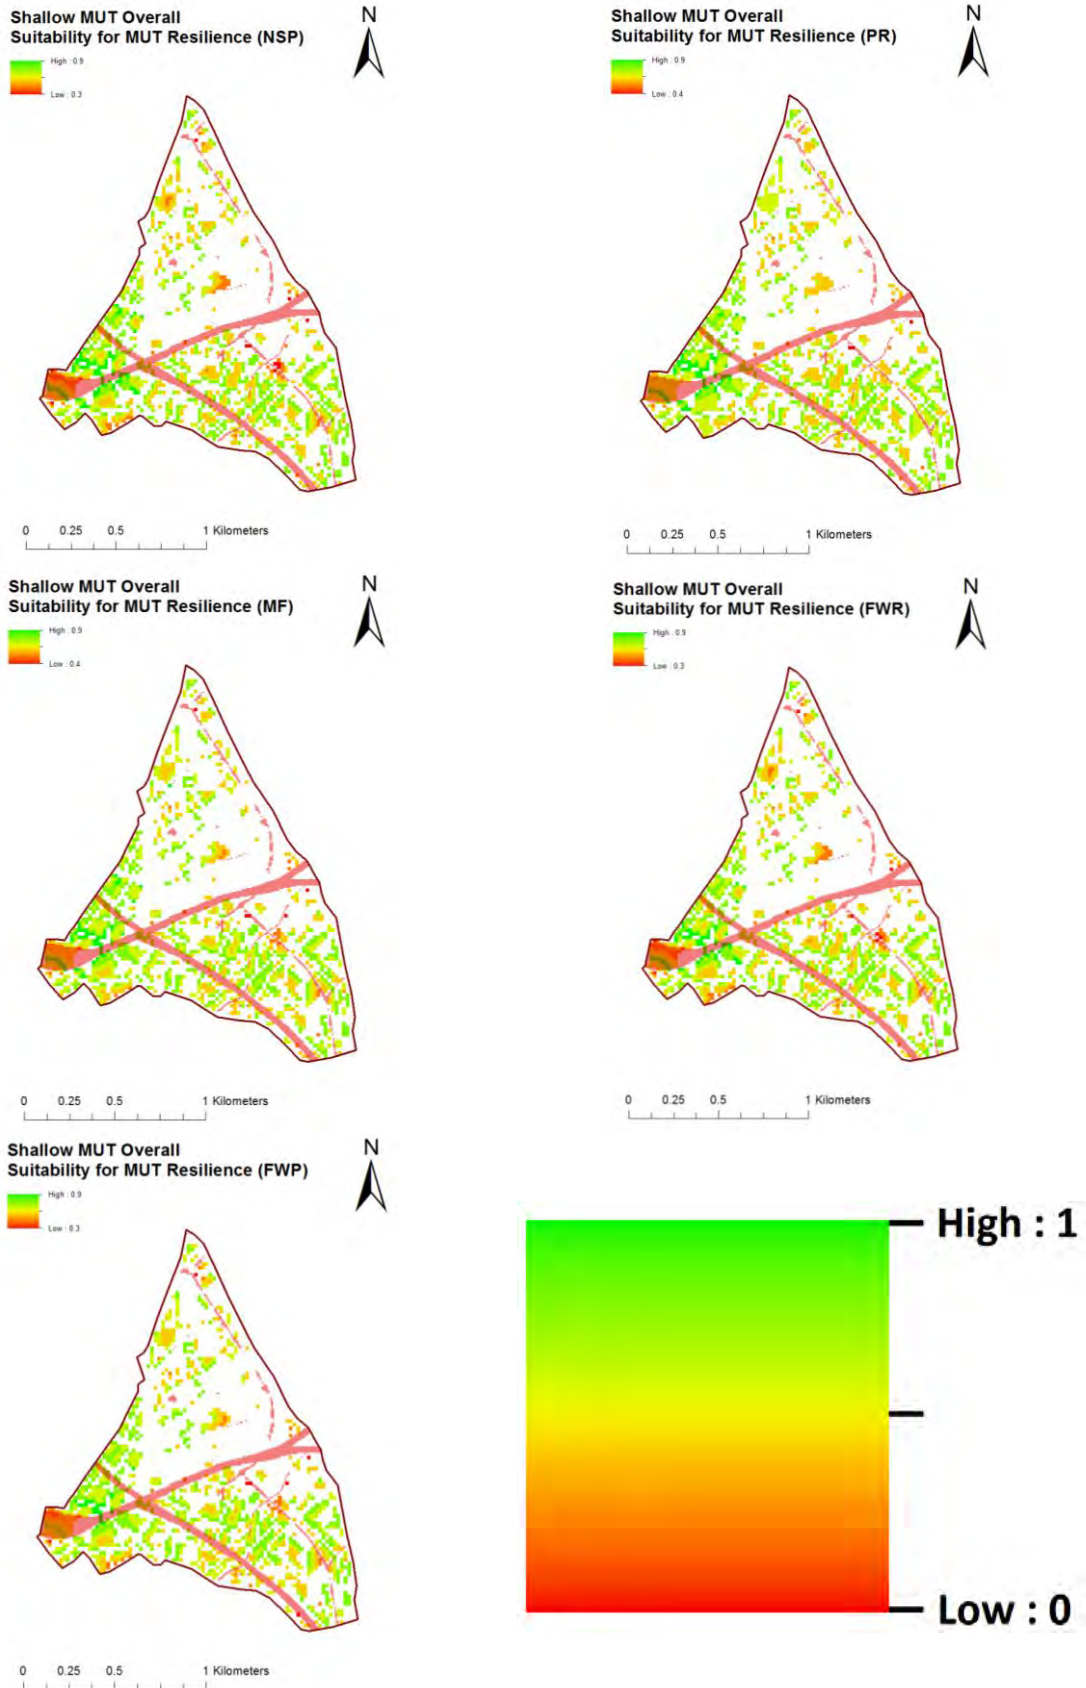 Shallow MUT Overall
Suitability for MUT Resilience (NSP)
N
High : 0.9
Low : 0.3
0 0.25 0.5 1 Kilometers
Shallow MUT Overall
Suitability for MUT Resilience (PR)
N
High : 0.9
Low : 0.4
0 0.25 0.5 1 Kilometers
Shallow MUT Overall
Suitability for MUT Resilience (MF)
N
High : 0.9
Low : 0.4
0 0.25 0.5 1 Kilometers
Shallow MUT Overall
Suitability for MUT Resilience (FWR)
N
High : 0.9
Low : 0.3
0 0.25 0.5 1 Kilometers
Shallow MUT Overall
Suitability for MUT Resilience (FWP)
N
High : 0.9
Low : 0.3
0 0.25 0.5 1 Kilometers
High : 1
Low : 0